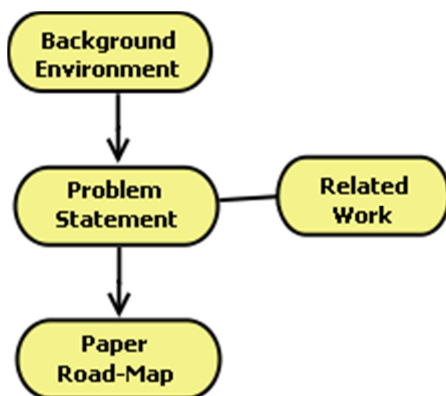 Background
Environment
Problem
Statement
Related
Work
Paper
Road-Map